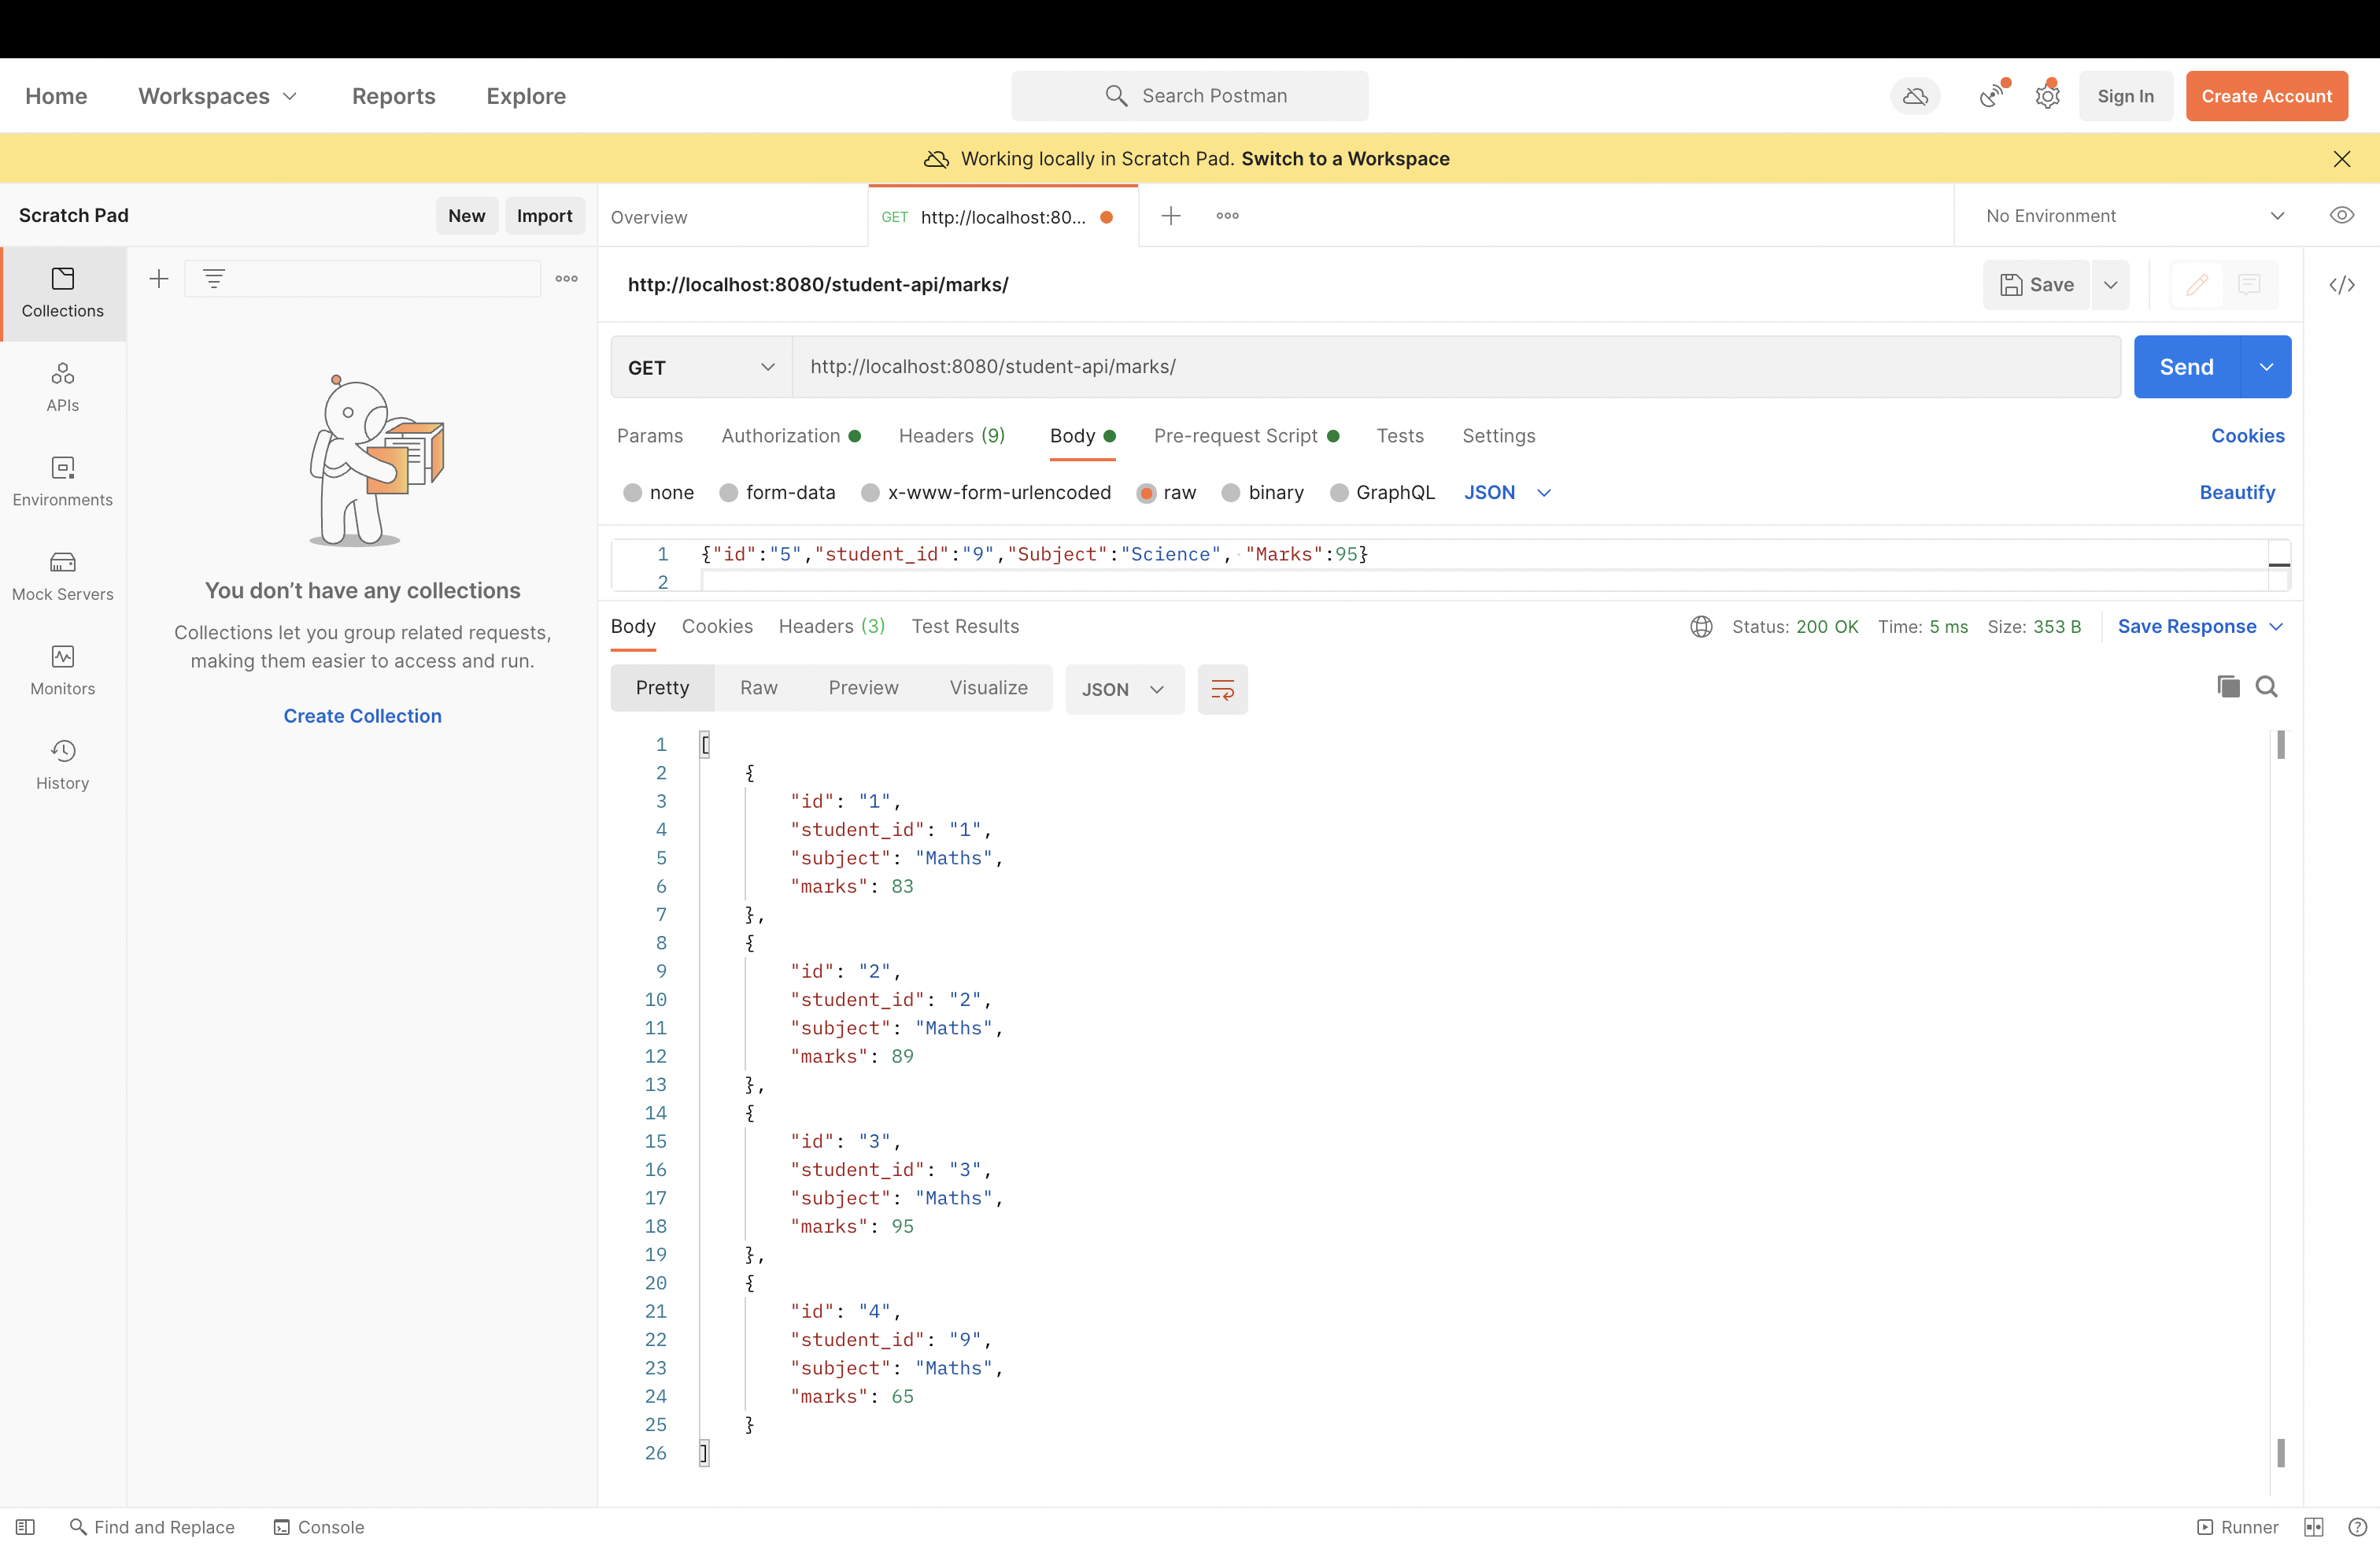 Home Workspaces Reports Explore Search Postman Sign In Create Account
Working locally in Scratch Pad. Switch to a Workspace
Scratch Pad New Import Overview GET http://localhost:80... No Environment
Collections
http://localhost:8080/student-api/marks/ Save
APIs
Environments
Mock Servers
Monitors
History
You don’t have any collections
Collections let you group related requests,
making them easier to access and run.
Create Collection
GET http://localhost:8080/student-api/marks/ Send
Params Authorization Headers (9) Body Pre-request Script Tests Settings Cookies
none form-data x-www-form-urlencoded raw binary GraphQL JSON Beautify
1 {"id":"5","student_id":"9","Subject":"Science", "Marks":95}
2
Body Cookies Headers (3) Test Results Status: 200 OK Time: 5 ms Size: 353 B Save Response
Pretty Raw Preview Visualize JSON
1 [
2 {
3 "id": "1",
4 "student_id": "1",
5 "subject": "Maths",
6 "marks": 83
7 },
8 {
9 "id": "2",
10 "student_id": "2",
11 "subject": "Maths",
12 "marks": 89
13 },
14 {
15 "id": "3",
16 "student_id": "3",
17 "subject": "Maths",
18 "marks": 95
19 },
20 {
21 "id": "4",
22 "student_id": "9",
23 "subject": "Maths",
24 "marks": 65
25 }
26 ]
Find and Replace Console Runner